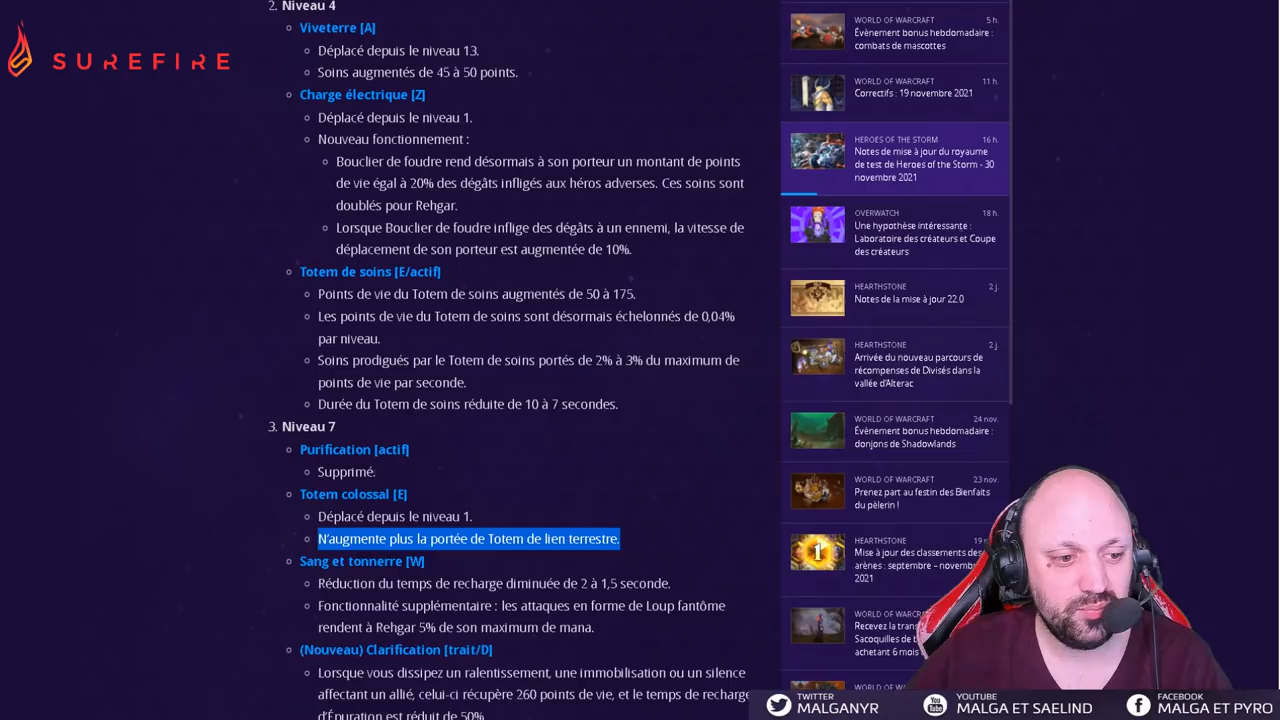 SUREFIRE
2. Niveau 4
Viveterre [A]
Déplacé depuis le niveau 13.
Soins augmentés de 45 à 50 points.
Charge électrique [Z]
Déplacé depuis le niveau 1.
Nouveau fonctionnement :
Bouclier de foudre rend désormais à son porteur un montant de points
de vie égal à 20% des dégâts infligés aux héros adverses. Ces soins sont
doublés pour Rehgar.
Lorsque Bouclier de foudre inflige des dégâts à un ennemi, la vitesse de
déplacement de son porteur est augmentée de 10%.
Totem de soins [E/actif]
Points de vie du Totem de soins augmentés de 50 à 175.
Les points de vie du Totem de soins sont désormais échelonnés de 0,04%
par niveau.
Soins prodigués par le Totem de soins portés de 2% à 3% du maximum de
points de vie par seconde.
Durée du Totem de soins réduite de 10 à 7 secondes.
3. Niveau 7
Purification [actif]
Supprimé.
Totem colossal [E]
Déplacé depuis le niveau 1.
N'augmente plus la portée de Totem de lien terrestre.
Sang et tonnerre [W]
Réduction du temps de recharge diminuée de 2 à 1,5 seconde.
Fonctionnalité supplémentaire : les attaques en forme de Loup fantôme
rendent à Rehgar 5% de son maximum de mana.
(Nouveau) Clarification [trait/D]
Lorsque vous dissipez un ralentissement, une immobilisation ou un silence
affectant un allié, celui-ci récupère 260 points de vie, et le temps de recharge
d'Épuration est réduit de 50%.
WORLD OF WARCRAFT 5 h.
Évènement bonus hebdomadaire :
combats de mascottes
WORLD OF WARCRAFT 11 h.
Correctifs : 19 novembre 2021
HEROES OF THE STORM 16 h.
Notes de mise à jour du royaume
de test de Heroes of the Storm - 30
novembre 2021
OVERWATCH 18 h.
Une hypothèse intéressante :
Laboratoire des créateurs et Coupe
des créateurs
HEARTHSTONE 2 j.
Notes de la mise à jour 22.0
HEARTHSTONE 2 j.
Arrivée du nouveau parcours de
récompenses de Divisés dans la
vallée d'Alterac
WORLD OF WARCRAFT 24 nov.
Évènement bonus hebdomadaire :
donjons de Shadowlands
WORLD OF WARCRAFT 23 nov.
Prenez part au festin des Bienfaits
du pèlerin !
HEARTHSTONE 19
Mise à jour des classements des
arènes : septembre – novemb
2021
WORLD OF WARCR
Recevez la trans
Sacoquilles de
achetant 6 mois
WORLD OF W
TWITTER
MALGANYR
YOUTUBE
MALGA ET SAELIND
FACEBOOK
MALGA ET PYRO